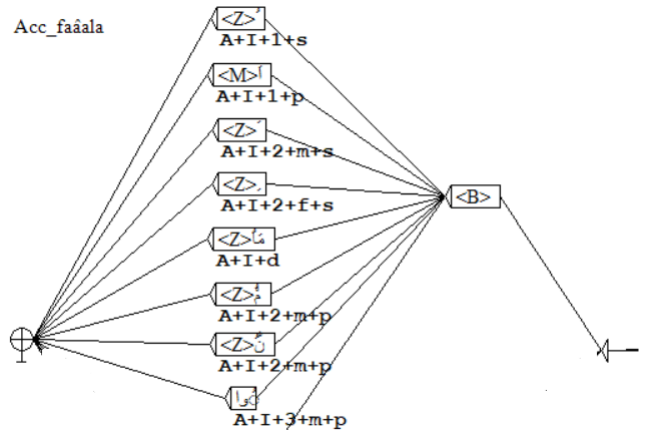 Acc_faâala
<Z>ُ
A+I+1+s
<M>َا
A+I+1+p
<Z>َ
A+I+2+m+s
<Z>ِ
A+I+2+f+s
A+I+d
A+I+2+m+p
A+I+2+m+p
A+I+3+m+p
<B>